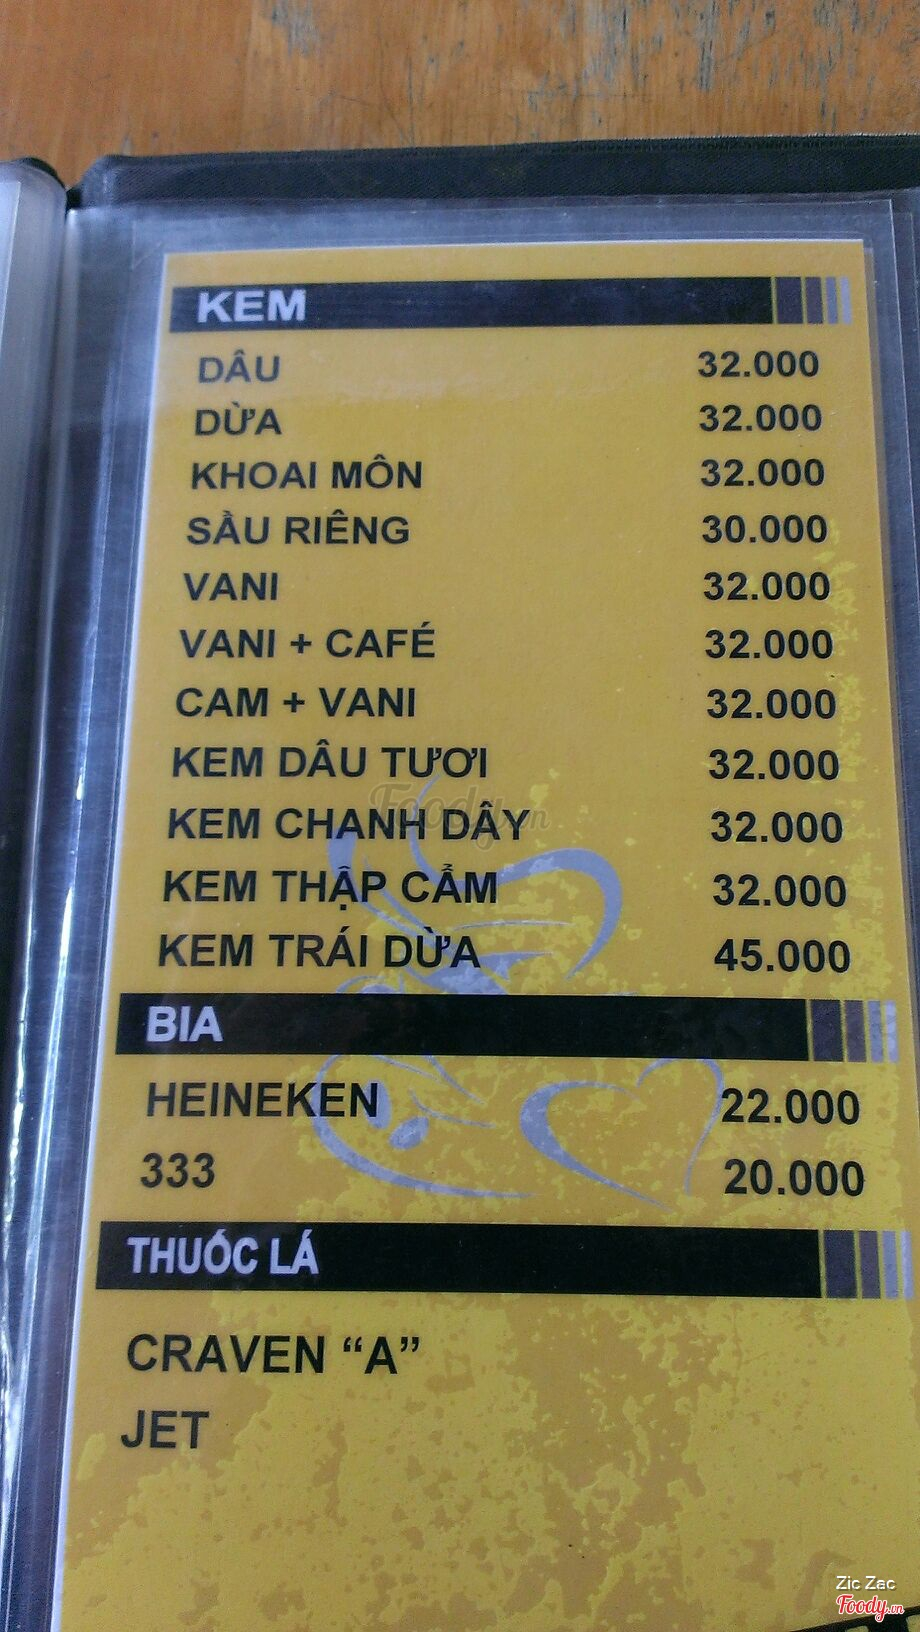 KEM
DÂU 32.000
DỪA 32.000
KHOAI MÔN 32.000
SẦU RIÊNG 30.000
VANI 32.000
VANI + CAFÉ 32.000
CAM + VANI 32.000
KEM DÂU TƯƠI 32.000
Foody.vn
KEM CHANH DÂY 32.000
KEM THẬP CẨM 32.000
KEM TRÁI DỪA 45.000
BIA
HEINEKEN 22.000
333 20.000
THUỐC LÁ
CRAVEN “A”
JET
Zic Zac
Foody.vn